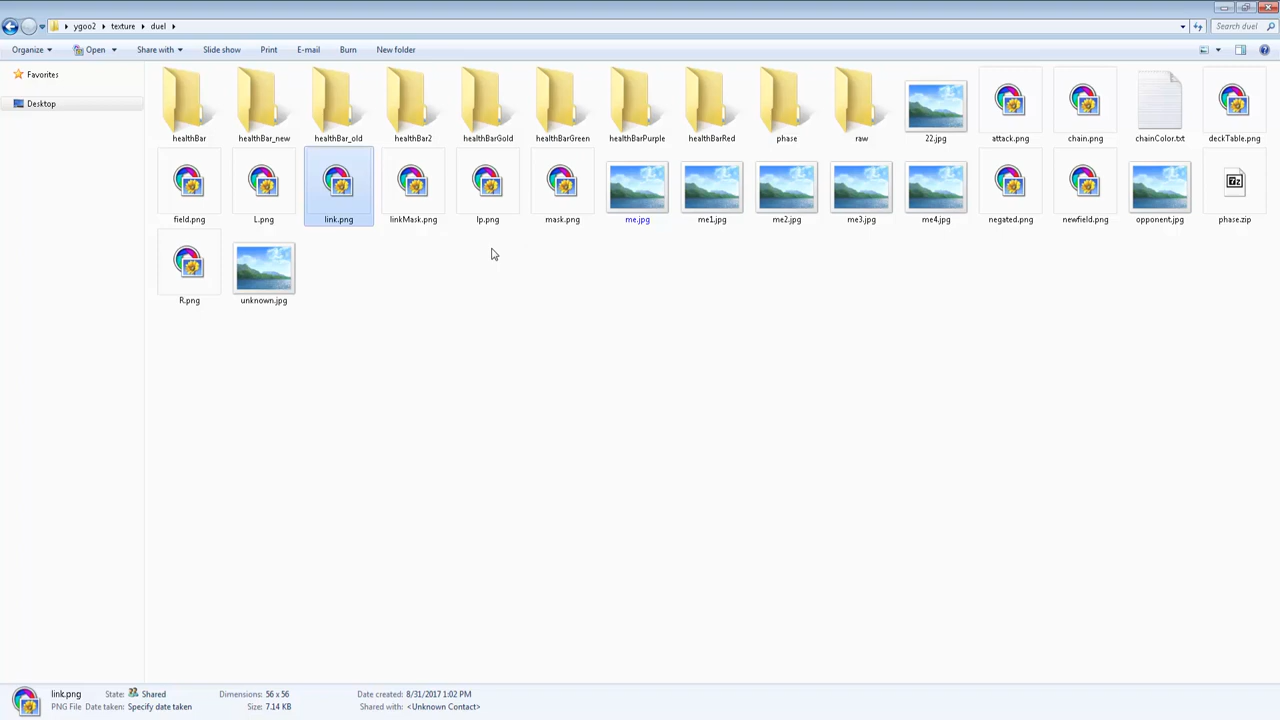 ygoo2 texture duel
Search duel
Organize Open Share with Slide show Print E-mail Burn New folder
Favorites
Desktop
healthBar healthBar_new healthBar_old healthBar2 healthBarGold healthBarGreen healthBarPurple healthBarRed phase raw 22.jpg attack.png chain.png chainColor.txt deckTable.png
field.png L.png link.png linkMask.png lp.png mask.png me.jpg me1.jpg me2.jpg me3.jpg me4.jpg negated.png newfield.png opponent.jpg phase.zip
R.png unknown.jpg
link.png State: Shared Dimensions: 56 x 56 Date created: 8/31/2017 1:02 PM
PNG File Date taken: Specify date taken Size: 7.14 KB Shared with: <Unknown Contact>